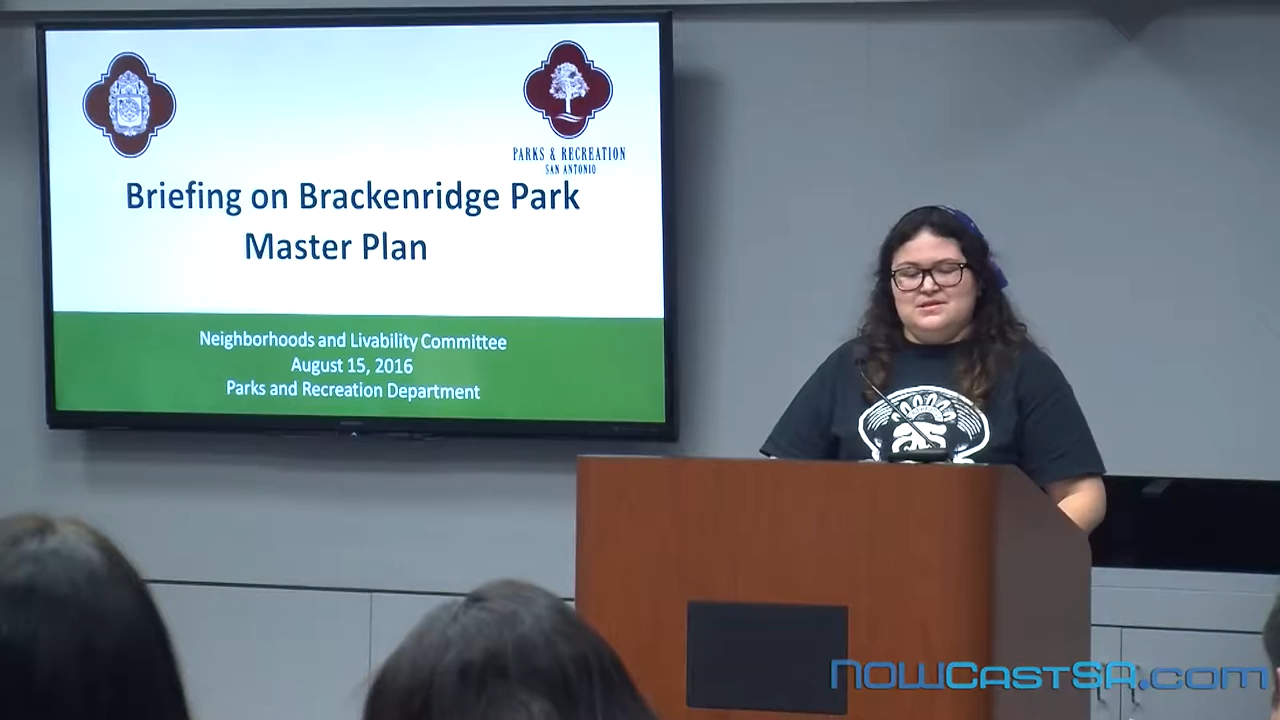 PARKS & RECREATION
SAN ANTONIO
Briefing on Brackenridge Park
Master Plan
Neighborhoods and Livability Committee
August 15, 2016
Parks and Recreation Department
NowCastSA.com